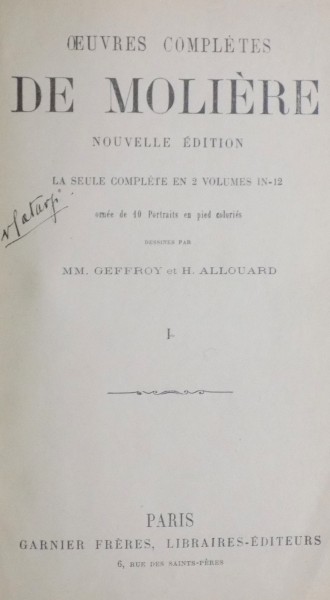 ŒUVRES COMPLÈTES
DE MOLIÈRE
NOUVELLE ÉDITION
LA SEULE COMPLÈTE EN 2 VOLUMES IN-12
ornée de 10 Portraits en pied coloriés
DESSINÉS PAR
MM. GEFFROY et H. ALLOUARD
I
PARIS
GARNIER FRÈRES, LIBRAIRES-ÉDITEURS
6, RUE DES SAINTS-PÈRES